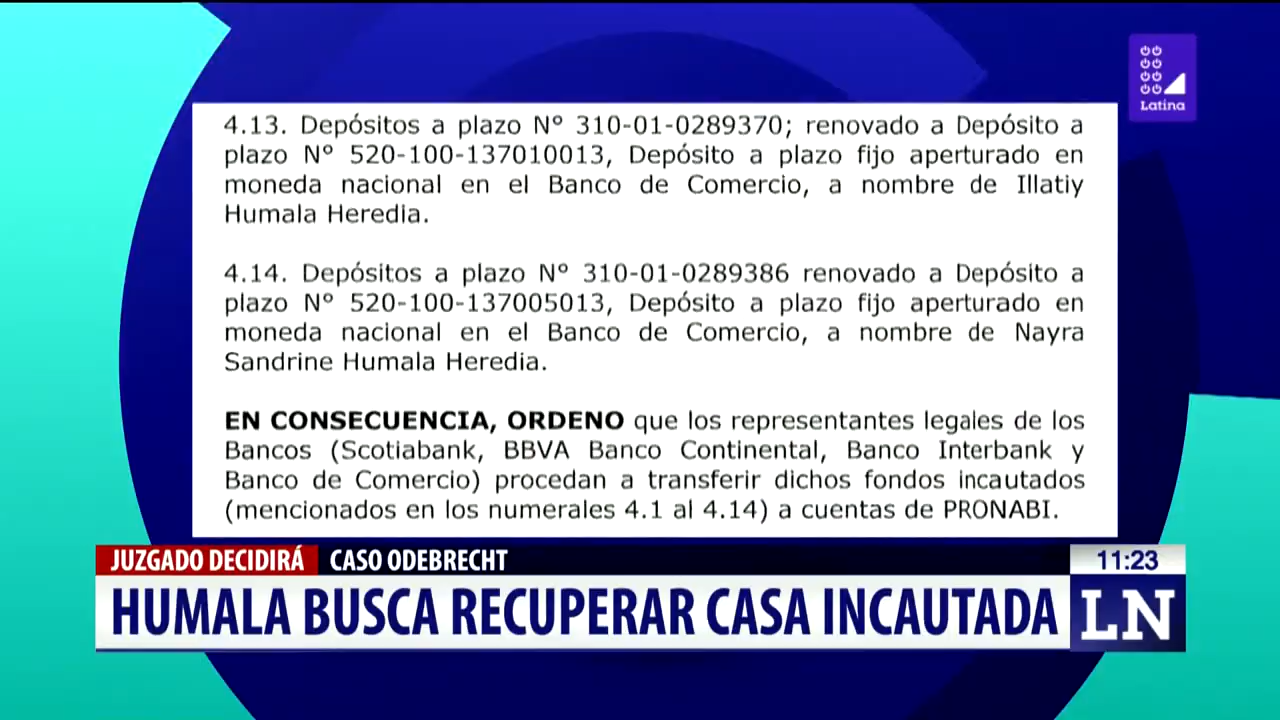 Latina
4.13. Depósitos a plazo N° 310-01-0289370; renovado a Depósito a
plazo N° 520-100-137010013, Depósito a plazo fijo aperturado en
moneda nacional en el Banco de Comercio, a nombre de Illatiy
Humala Heredia.
4.14. Depósitos a plazo N° 310-01-0289386 renovado a Depósito a
plazo N° 520-100-137005013, Depósito a plazo fijo aperturado en
moneda nacional en el Banco de Comercio, a nombre de Nayra
Sandrine Humala Heredia.
EN CONSECUENCIA, ORDENO que los representantes legales de los
Bancos (Scotiabank, BBVA Banco Continental, Banco Interbank y
Banco de Comercio) procedan a transferir dichos fondos incautados
(mencionados en los numerales 4.1 al 4.14) a cuentas de PRONABI.
JUZGADO DECIDIRÁ CASO ODEBRECHT 11:23
HUMALA BUSCA RECUPERAR CASA INCAUTADA LN